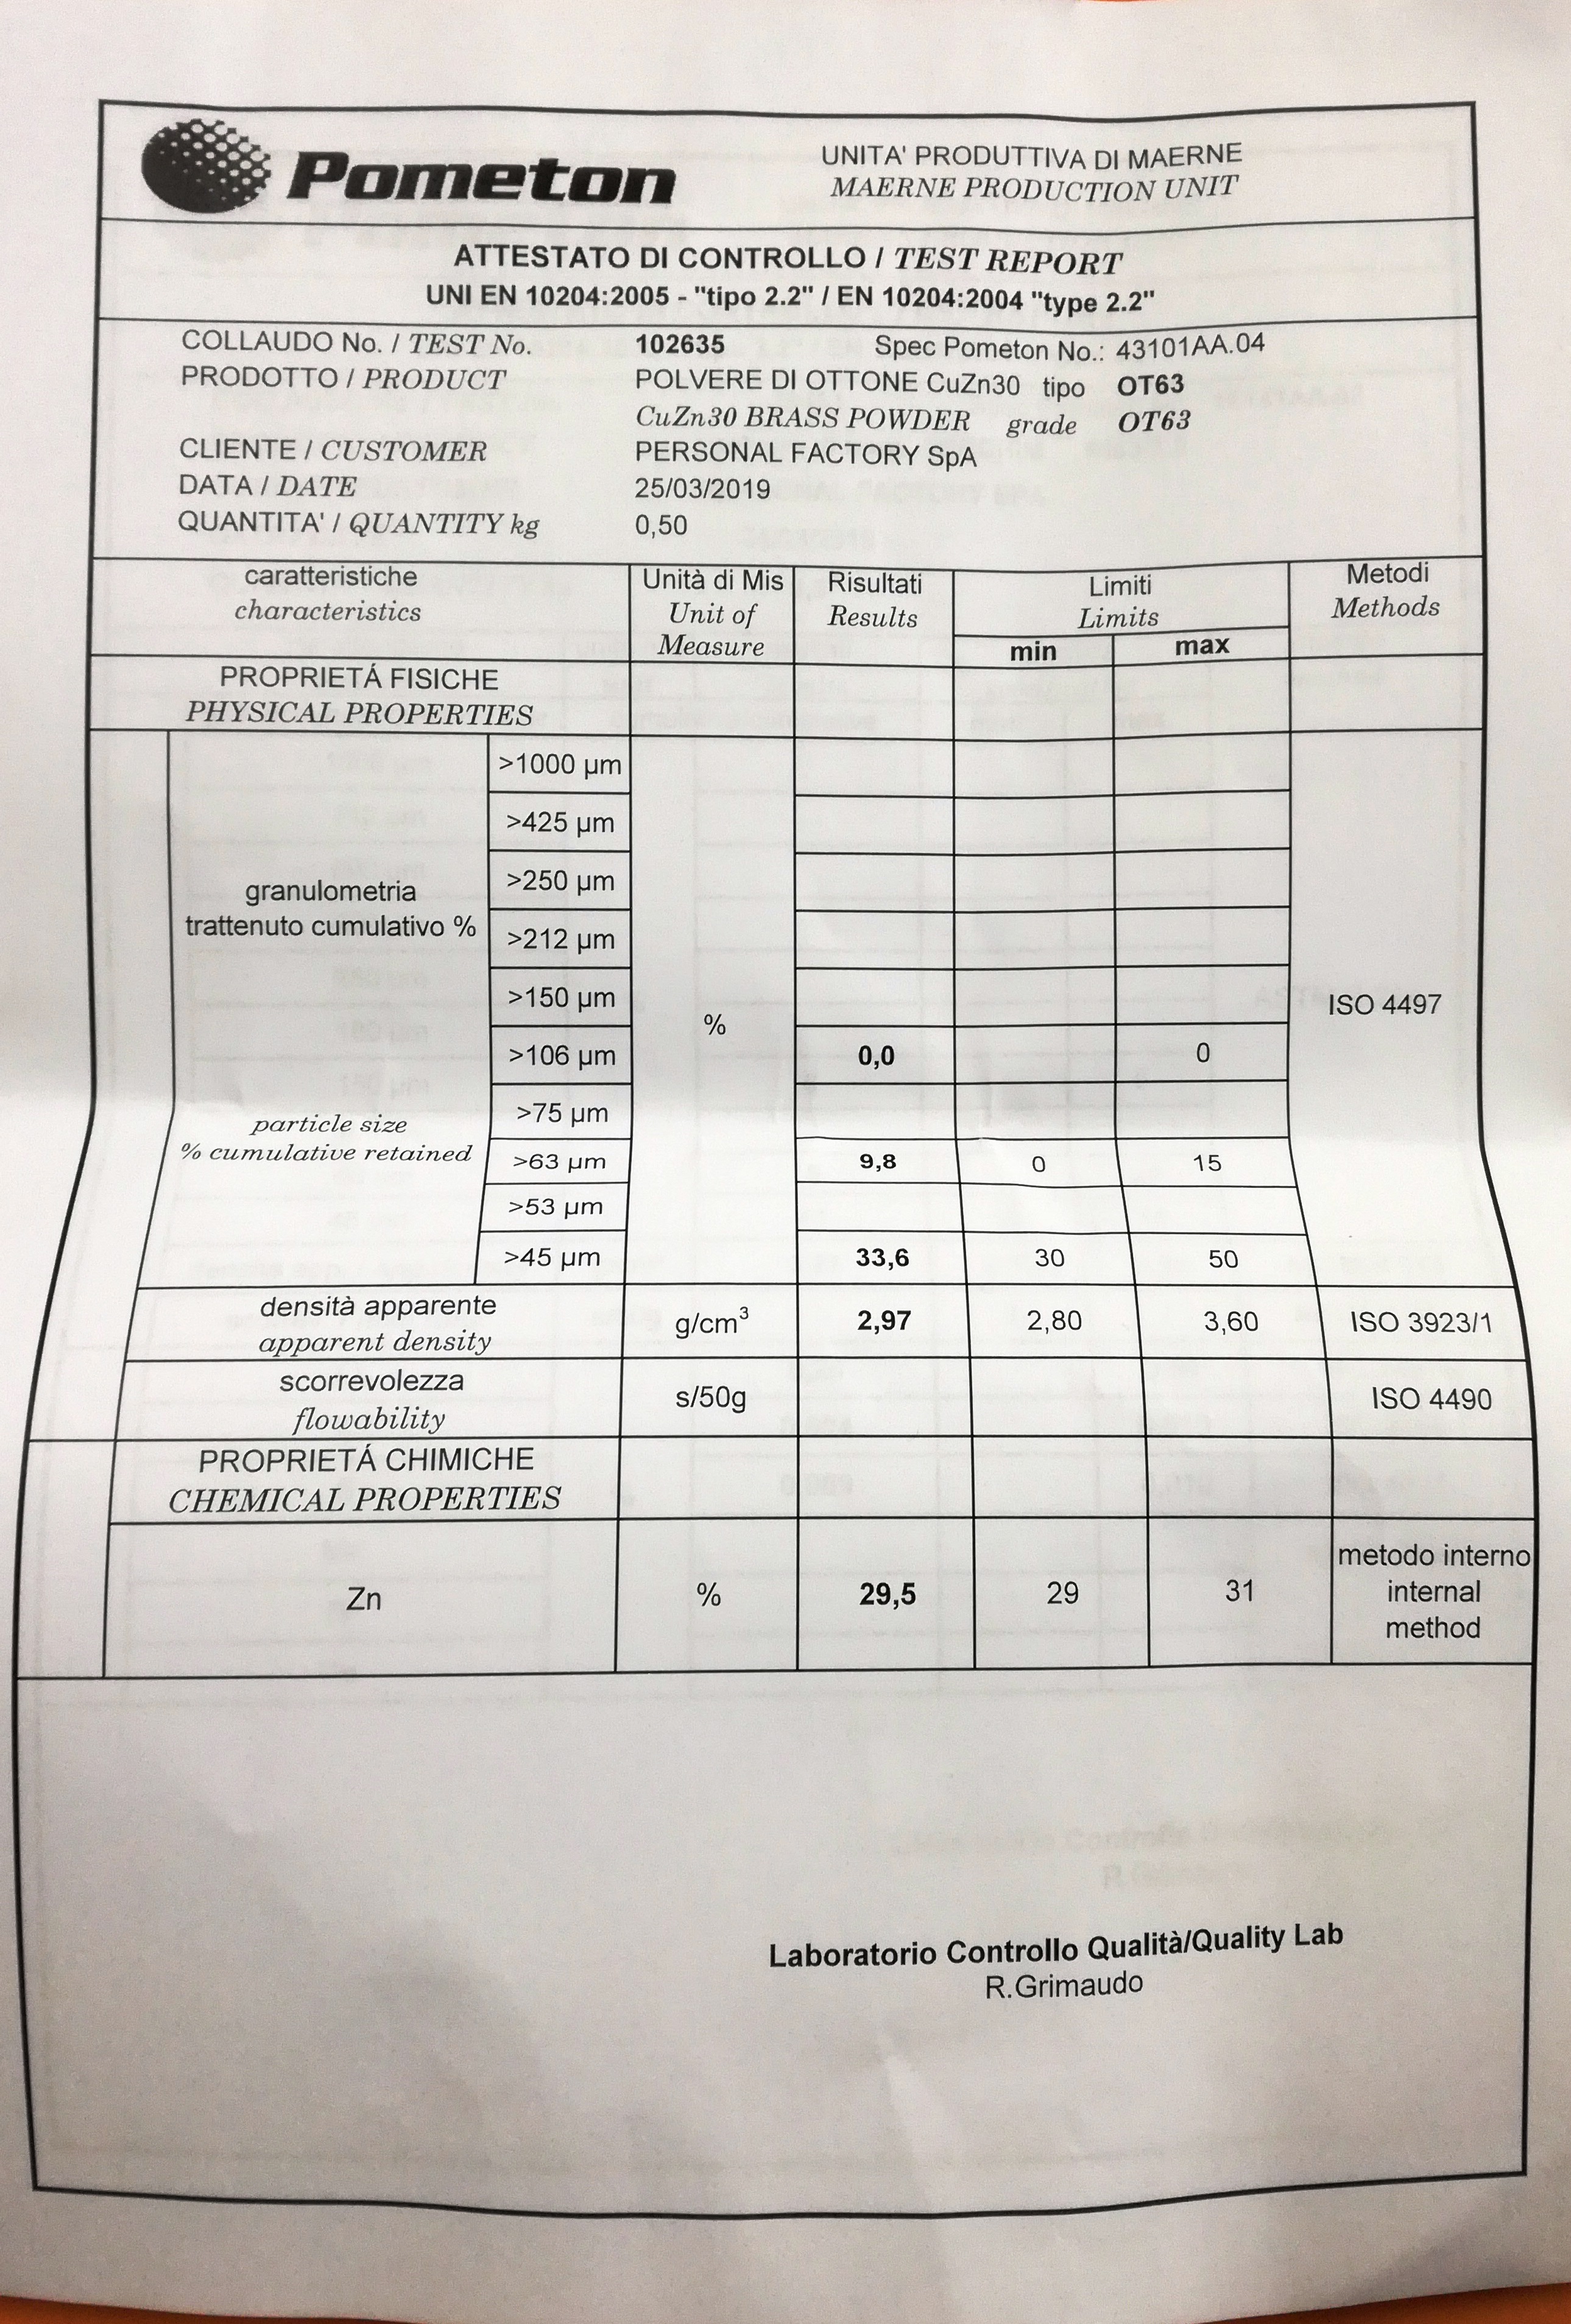 Pometon
UNITA' PRODUTTIVA DI MAERNE
MAERNE PRODUCTION UNIT
ATTESTATO DI CONTROLLO / TEST REPORT
UNI EN 10204:2005 - "tipo 2.2" / EN 10204:2004 "type 2.2"
COLLAUDO No. / TEST No. 102635 Spec Pometon No.: 43101AA.04
PRODOTTO / PRODUCT POLVERE DI OTTONE CuZn30 tipo OT63
CuZn30 BRASS POWDER grade OT63
CLIENTE / CUSTOMER PERSONAL FACTORY SpA
DATA / DATE 25/03/2019
QUANTITA' / QUANTITY kg 0,50
caratteristiche Unità di Mis Risultati Limiti Metodi
characteristics Unit of Results Limits Methods
Measure min max
PROPRIETÁ FISICHE
PHYSICAL PROPERTIES
>1000 µm
>425 µm
granulometria >250 µm
trattenuto cumulativo % >212 µm
>150 µm % ISO 4497
>106 µm 0,0 0
>75 µm
particle size
% cumulative retained >63 µm 9,8 0 15
>53 µm
>45 µm 33,6 30 50
densità apparente
apparent density g/cm³ 2,97 2,80 3,60 ISO 3923/1
scorrevolezza
flowability s/50g ISO 4490
PROPRIETÁ CHIMICHE
CHEMICAL PROPERTIES
metodo interno
Zn % 29,5 29 31 internal
method
Laboratorio Controllo Qualità/Quality Lab
R.Grimaudo